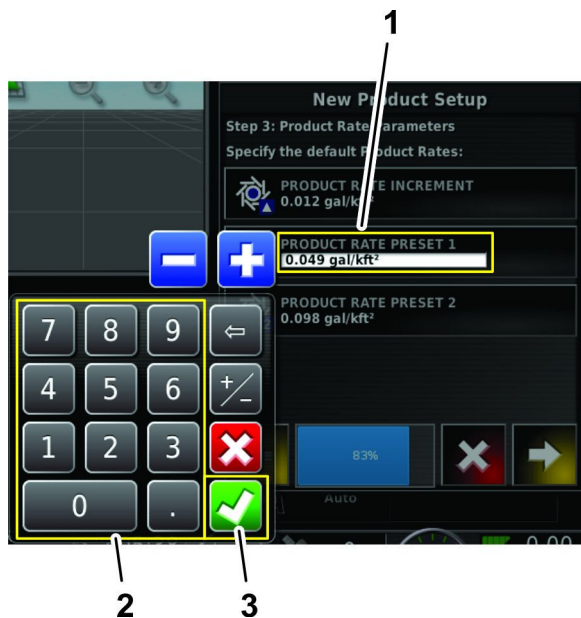 1
New Product Setup
Step 3: Product Rate Parameters
Specify the default Product Rates:
PRODUCT RATE INCREMENT
0.012 gal/kft²
PRODUCT RATE PRESET 1
0.049 gal/kft²
PRODUCT RATE PRESET 2
0.098 gal/kft²
7 8 9
4 5 6 +/-
1 2 3
0 .
83%
Auto
0.00
2 3